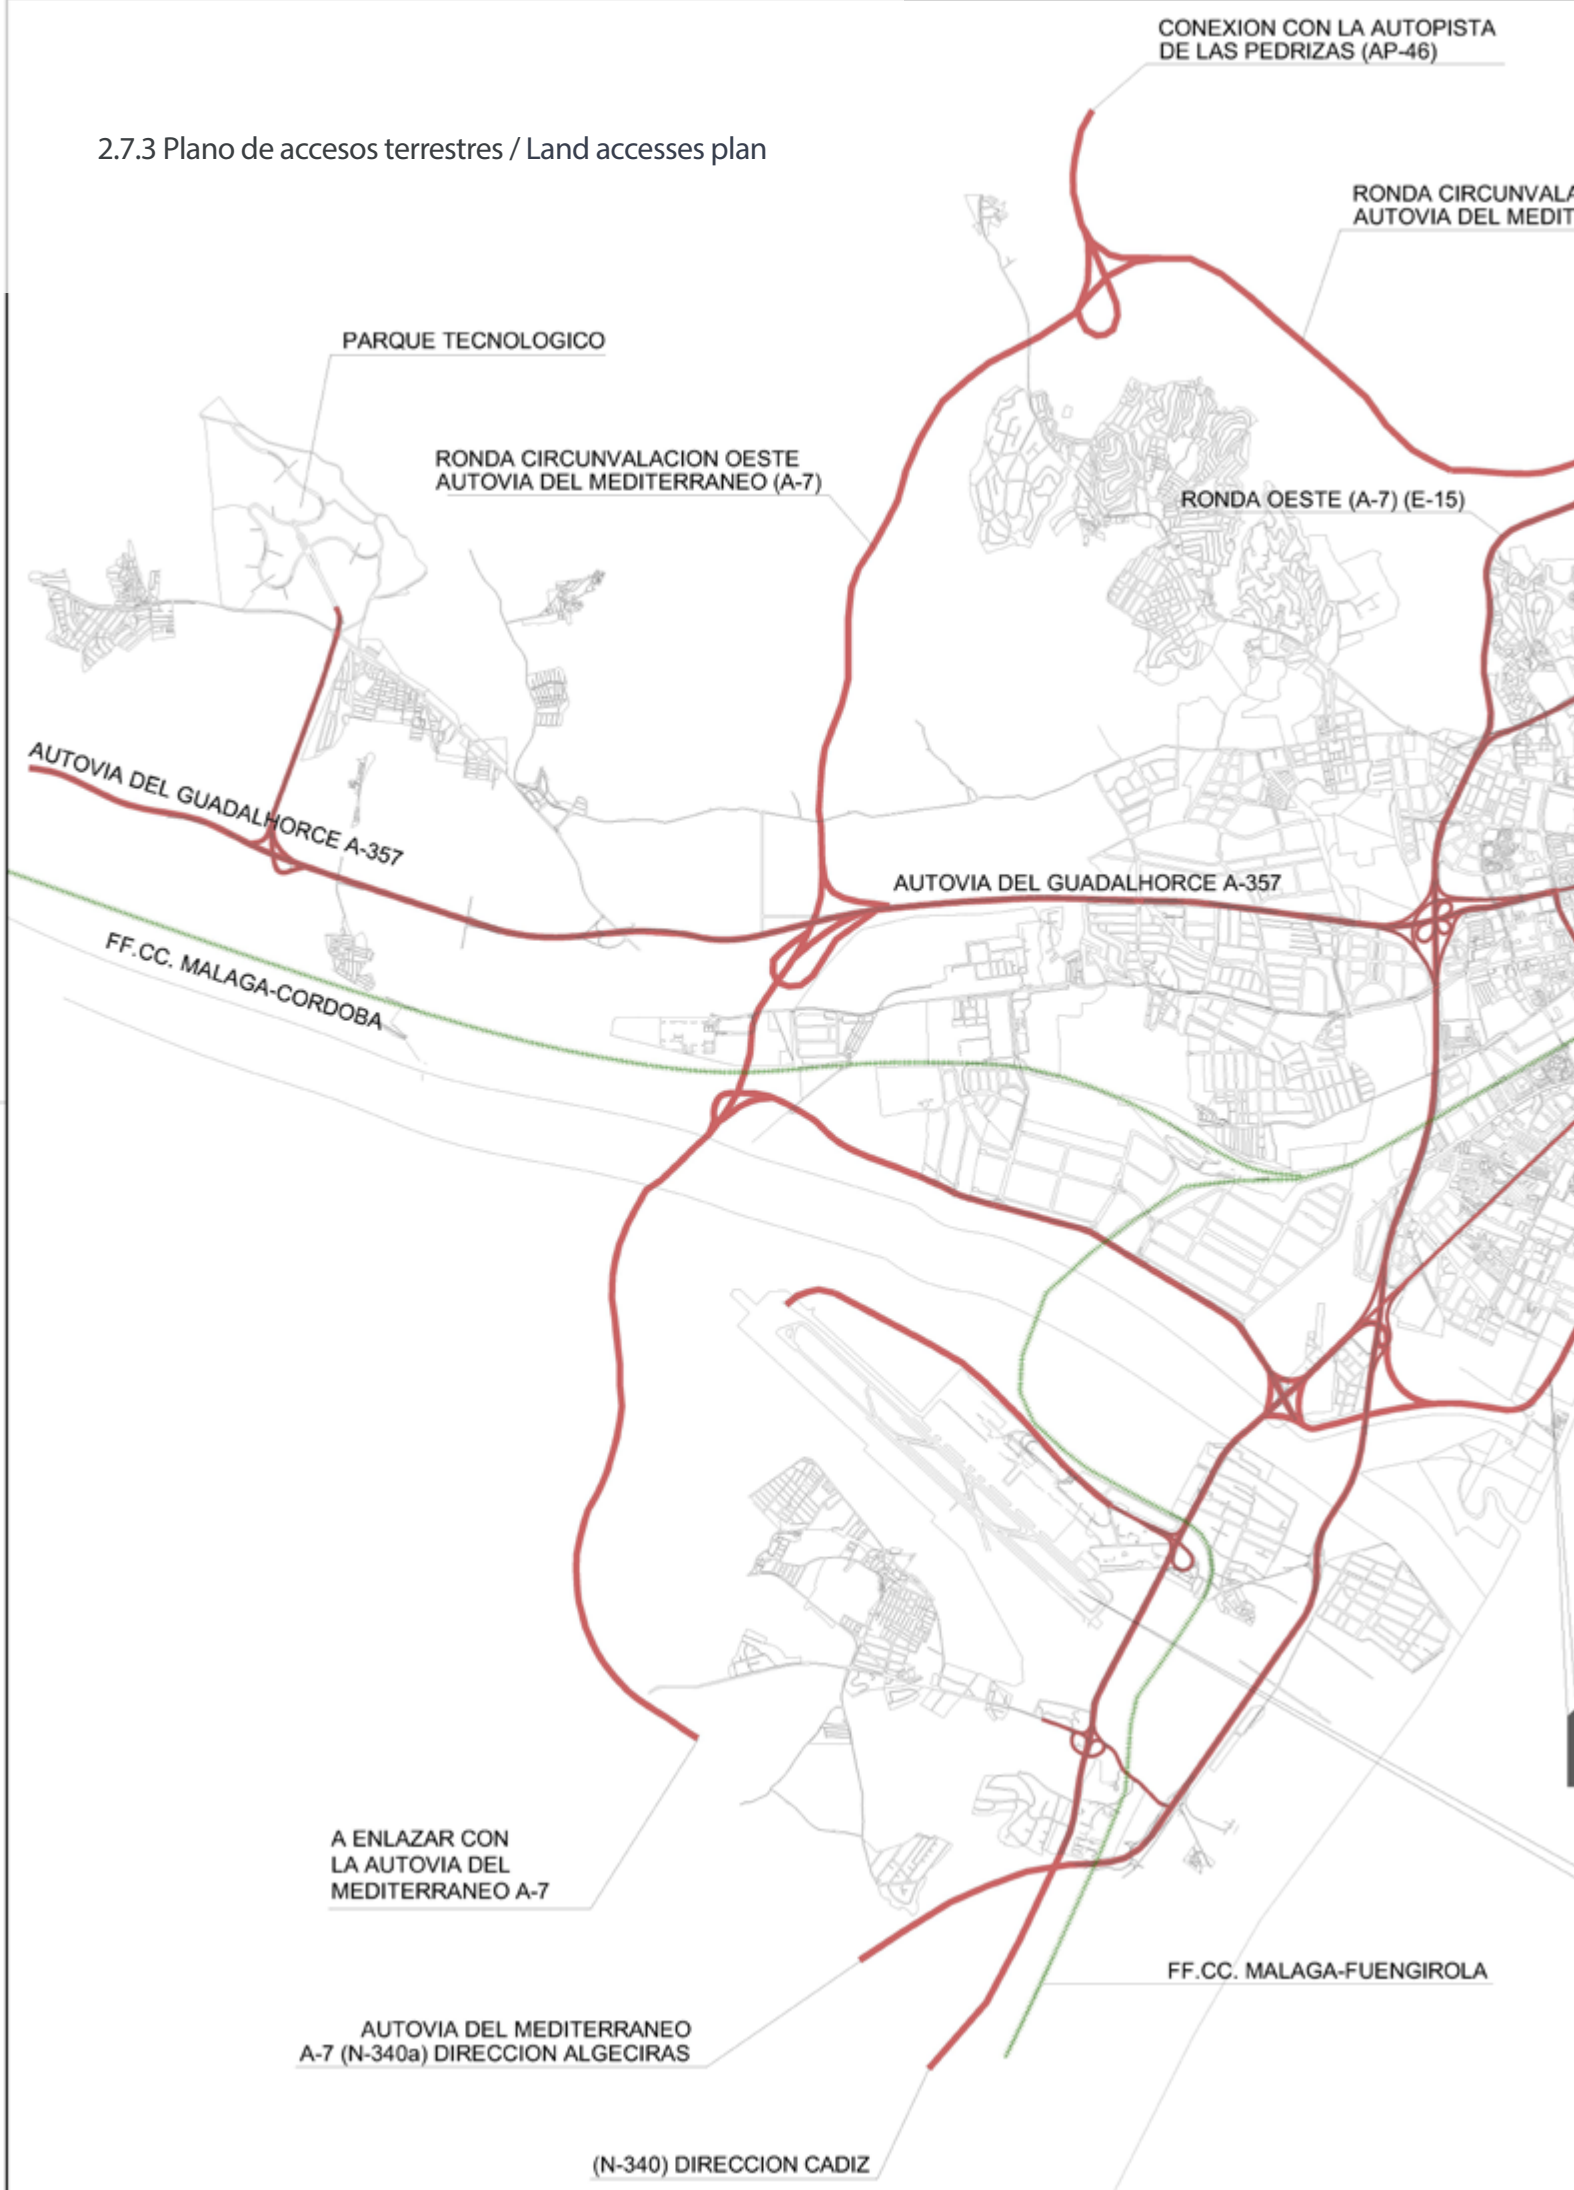 CONEXION CON LA AUTOPISTA
DE LAS PEDRIZAS (AP-46)
2.7.3 Plano de accesos terrestres / Land accesses plan
RONDA
AUTOVIA DEL
PARQUE TECNOLOGICO
RONDA CIRCUNVALACION OESTE
AUTOVIA DEL MEDITERRANEO (A-7)
RONDA OESTE (A-7) (E-15)
AUTOVIA DEL GUADALHORCE A-357
AUTOVIA DEL GUADALHORCE A-357
FF.CC. MALAGA-CORDOBA
A ENLAZAR CON
LA AUTOVIA DEL
MEDITERRANEO A-7
FF.CC. MALAGA-FUENGIROLA
AUTOVIA DEL MEDITERRANEO
A-7 (N-340a) DIRECCION ALGECIRAS
(N-340) DIRECCION CADIZ